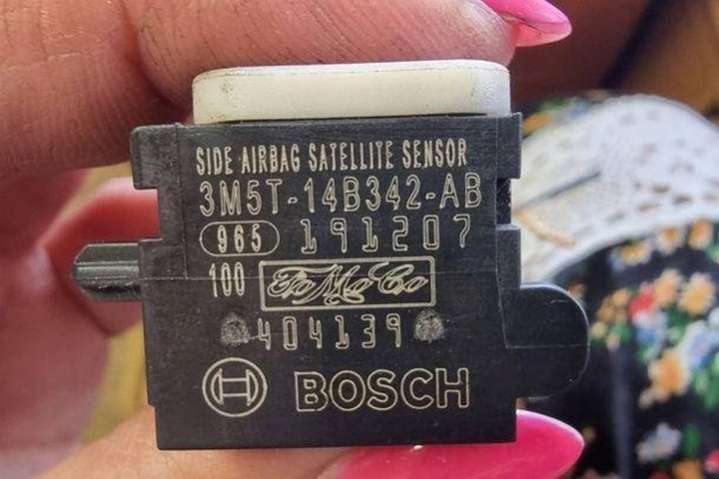 SIDE AIRBAG SATELLITE SENSOR
3M5T-14B342-AB
965 191207
100 FoMoCo
404139
BOSCH